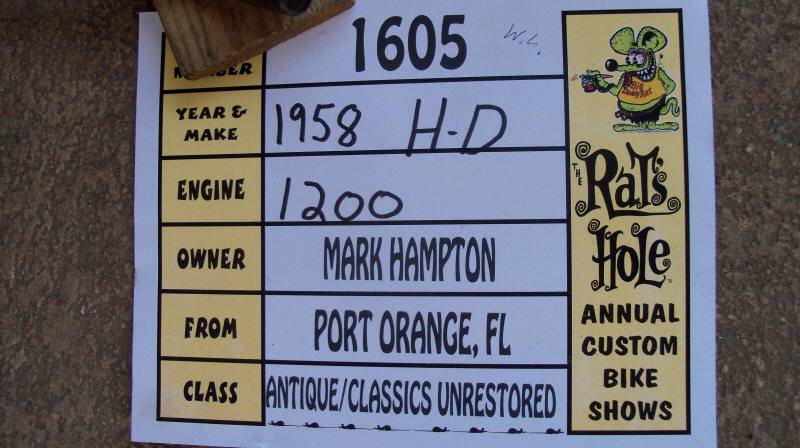 NUMBER 1605
YEAR &
MAKE 1958 H-D
ENGINE 1200
OWNER MARK HAMPTON
FROM PORT ORANGE, FL
CLASS ANTIQUE/CLASSICS UNRESTORED
THE
RAT'S
HOLE
ANNUAL
CUSTOM
BIKE
SHOWS